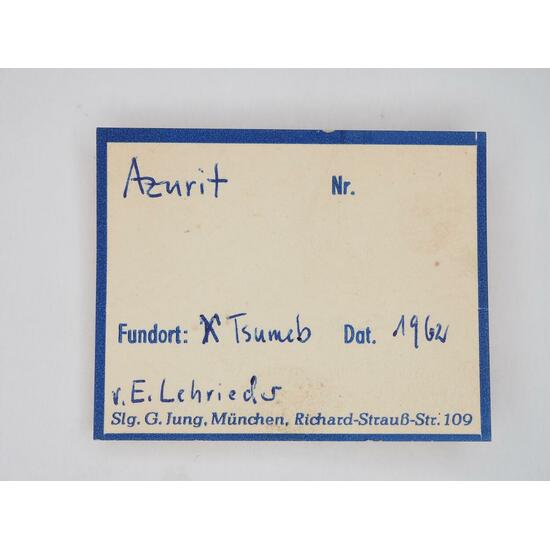 Azurit Nr.
Fundort: X Tsumeb Dat. 1962
v. E. Lehrieder
Slg. G. Jung, München, Richard-Strauß-Str. 109